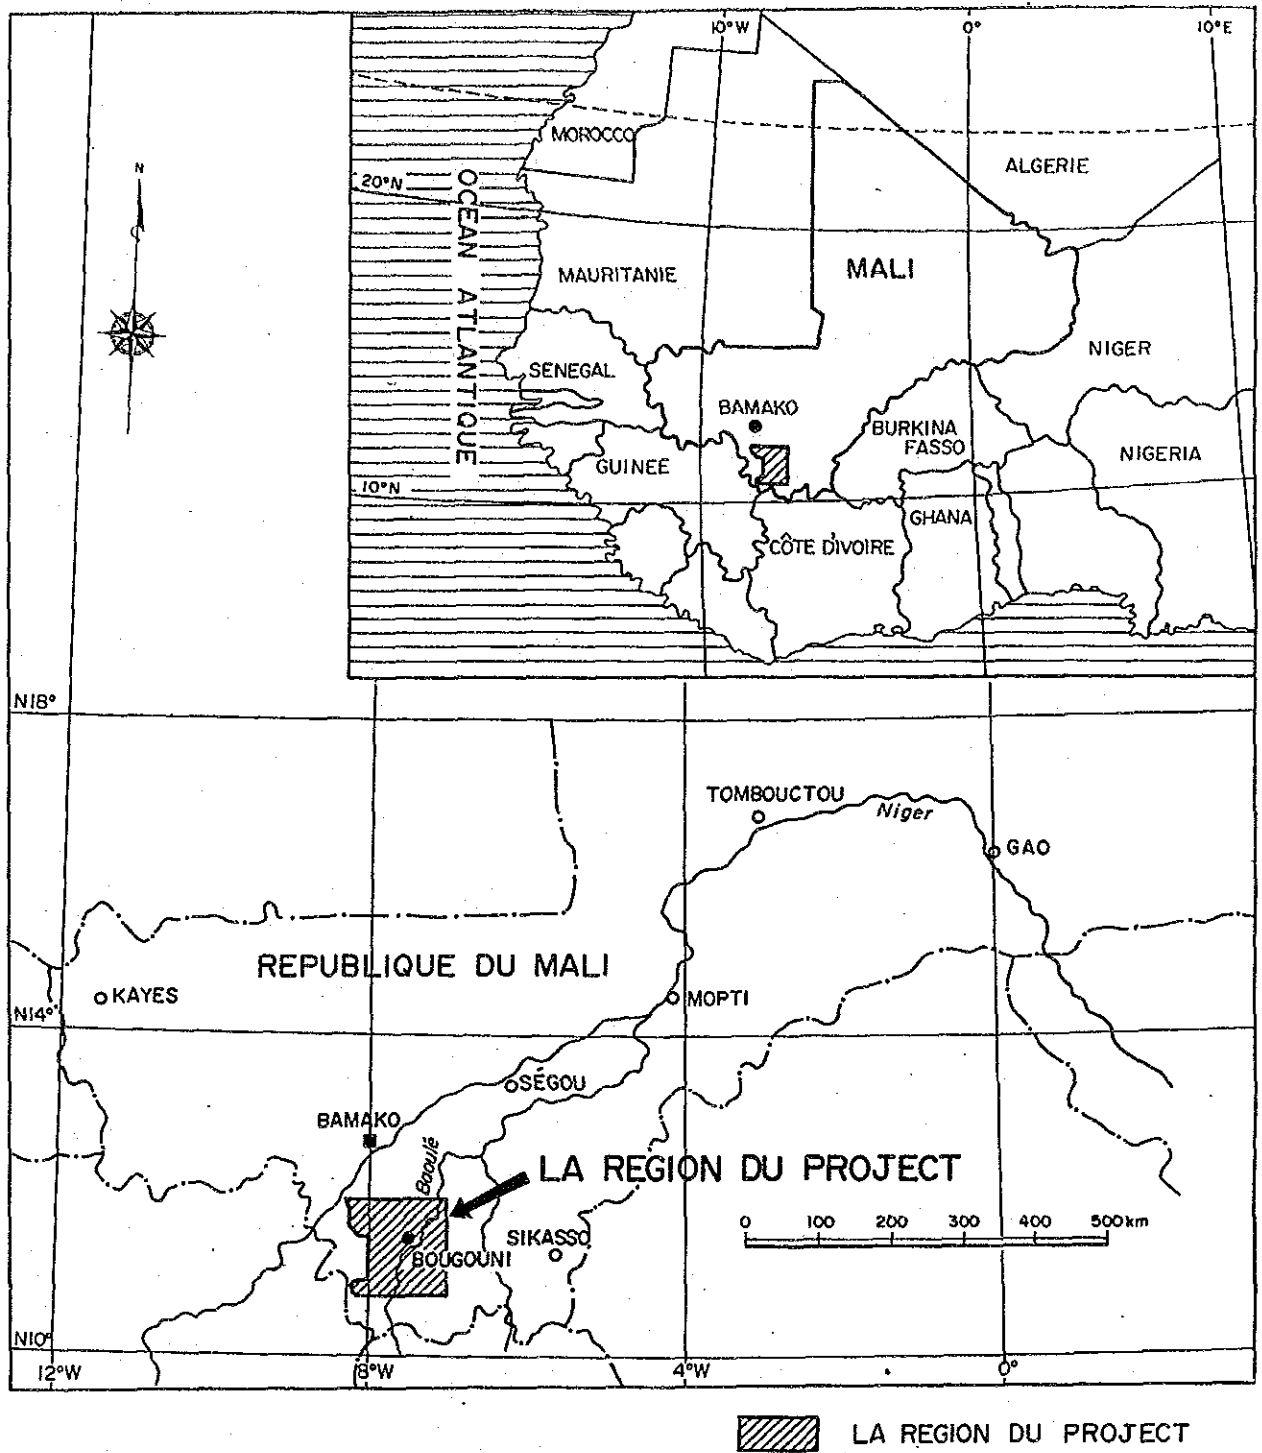 10°W
0°
10°E
MOROCCO
ALGERIE
20°N
OCEAN ATLANTIQUE
MAURITANIE
MALI
SENEGAL
NIGER
BAMAKO
BURKINA
FASSO
GUINEE
NIGERIA
10°N
GHANA
CÔTE D'IVOIRE
N
N18°
TOMBOUCTOU
Niger
GAO
REPUBLIQUE DU MALI
KAYES
MOPTI
N14°
SÉGOU
BAMAKO
Baoulé
LA REGION DU PROJECT
0 100 200 300 400 500km
SIKASSO
BOUGOUNI
N10°
12°W
8°W
4°W
0°
LA REGION DU PROJECT